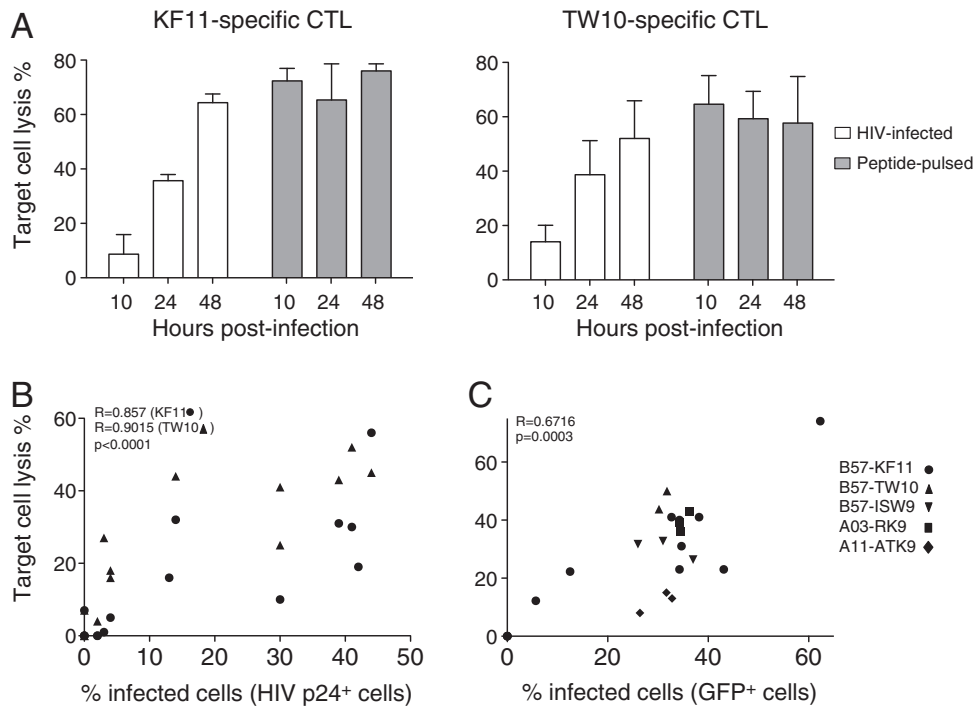 A
KF11-specific CTL
TW10-specific CTL
Target cell lysis %
80
60
40
20
0
10 24 48 10 24 48
Hours post-infection
80
60
40
20
0
10 24 48 10 24 48
Hours post-infection
HIV-infected
Peptide-pulsed
B
R=0.857 (KF11 )
R=0.9015 (TW10 )
p<0.0001
Target cell lysis %
60
40
20
0
0 10 20 30 40 50
% infected cells (HIV p24+ cells)
C
R=0.6716
p=0.0003
60
40
20
0
0 20 40 60
% infected cells (GFP+ cells)
B57-KF11
B57-TW10
B57-ISW9
A03-RK9
A11-ATK9